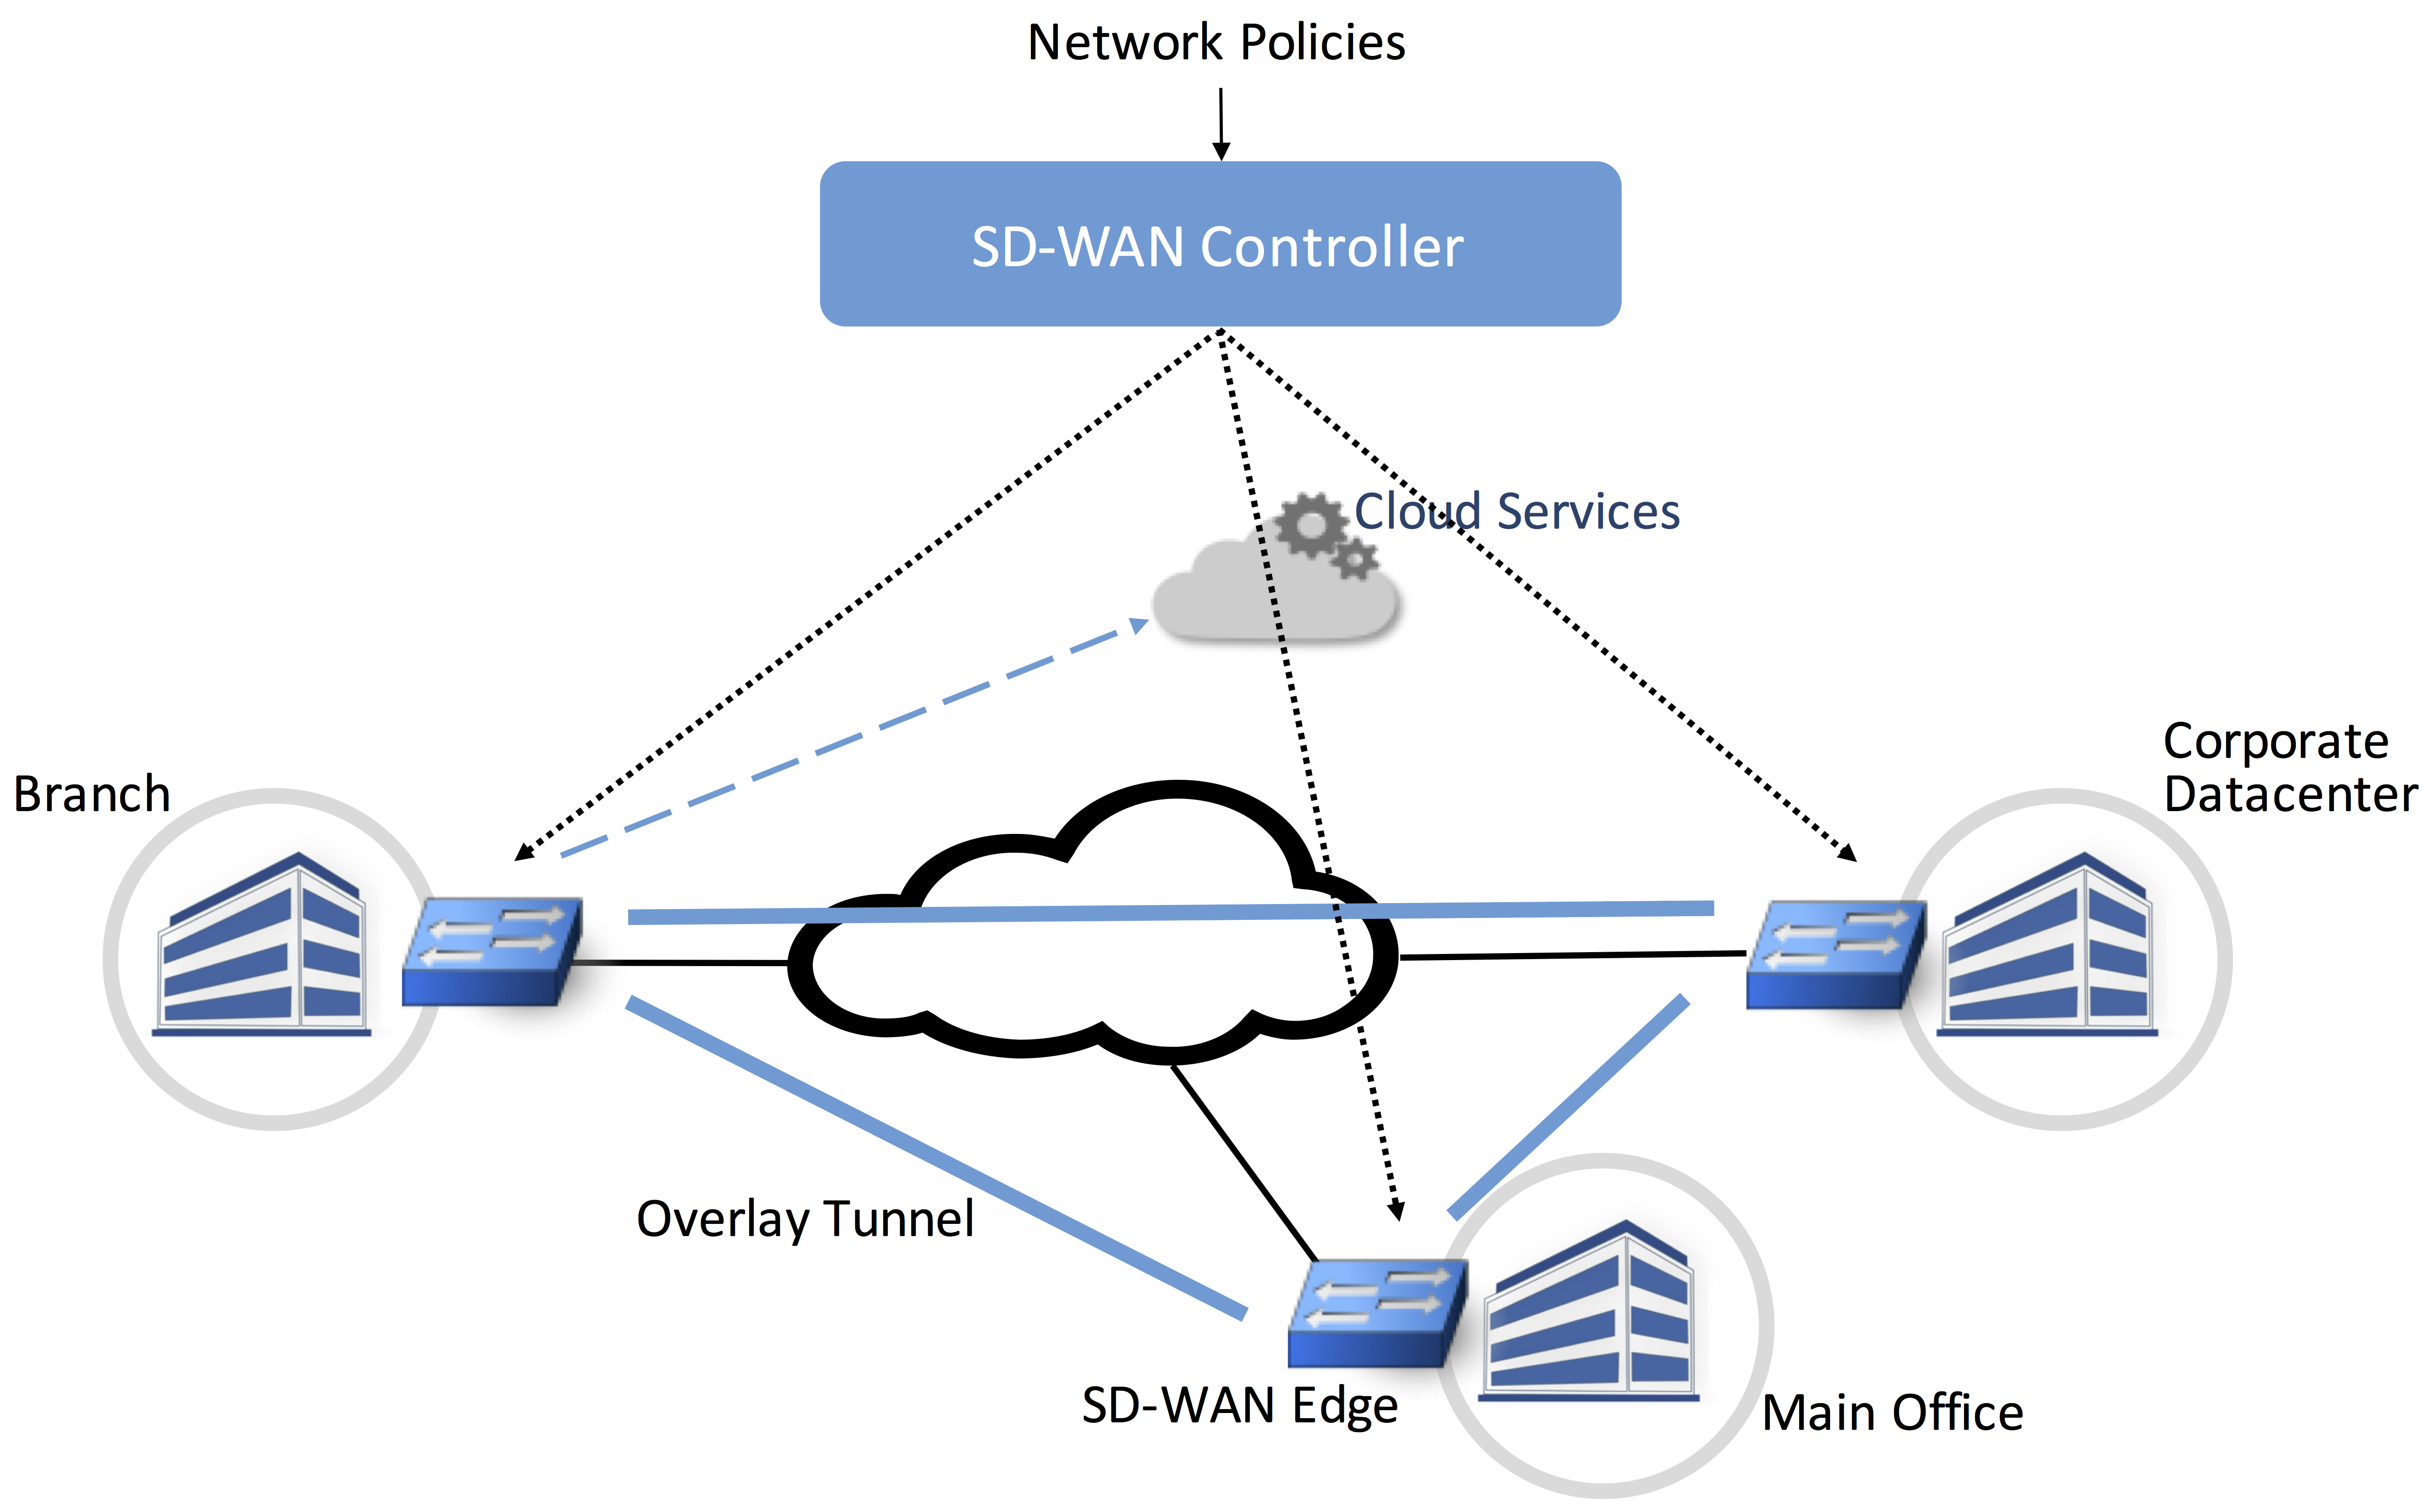 Network Policies
SD-WAN Controller
Cloud Services
Corporate
Datacenter
Branch
Overlay Tunnel
SD-WAN Edge
Main Office